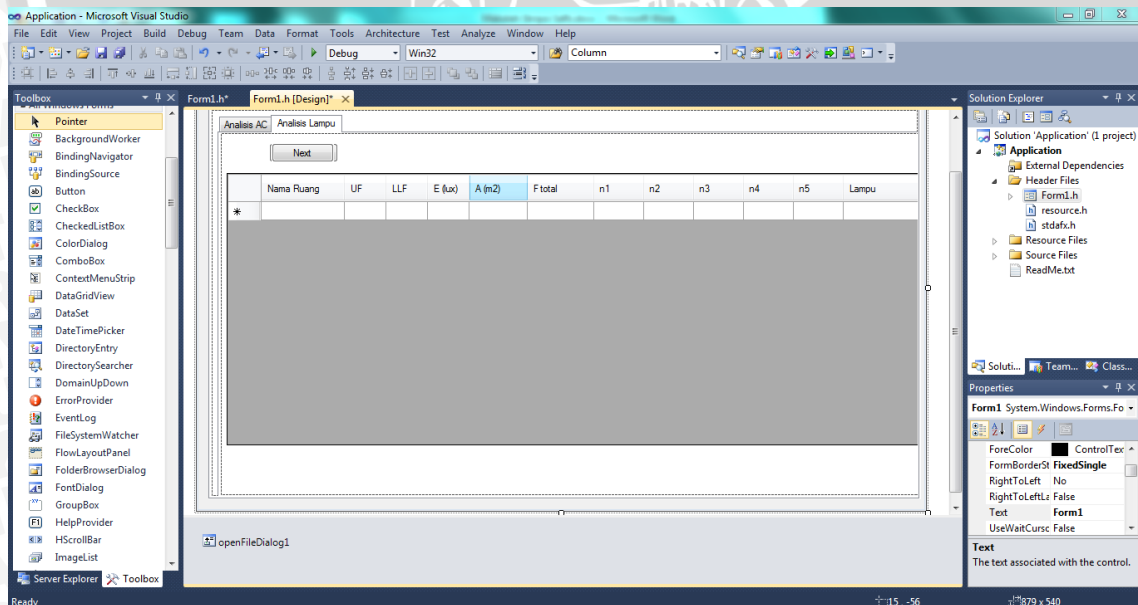 Application - Microsoft Visual Studio
File Edit View Project Build Debug Team Data Format Tools Architecture Test Analyze Window Help
Debug Win32 Column
Toolbox
Form1.h* Form1.h [Design]*
Solution Explorer
Pointer
BackgroundWorker
BindingNavigator
BindingSource
Button
CheckBox
CheckedListBox
ColorDialog
ComboBox
ContextMenuStrip
DataGridView
DataSet
DateTimePicker
DirectoryEntry
DirectorySearcher
DomainUpDown
ErrorProvider
EventLog
FileSystemWatcher
FlowLayoutPanel
FolderBrowserDialog
FontDialog
GroupBox
HelpProvider
HScrollBar
ImageList
Server Explorer Toolbox
Analisis AC Analisis Lampu
Next
Nama Ruang UF LLF E (lux) A (m2) F total n1 n2 n3 n4 n5 Lampu
openFileDialog1
Solution 'Application' (1 project)
Application
External Dependencies
Header Files
Form1.h
resource.h
stdafx.h
Resource Files
Source Files
ReadMe.txt
Soluti... Team... Class...
Properties
Form1 System.Windows.Forms.Fo
ForeColor ControlTex
FormBorderSt FixedSingle
RightToLeft No
RightToLeftLa False
Text Form1
UseWaitCursc False
Text
The text associated with the control.
Ready
15 , -56
879 x 540